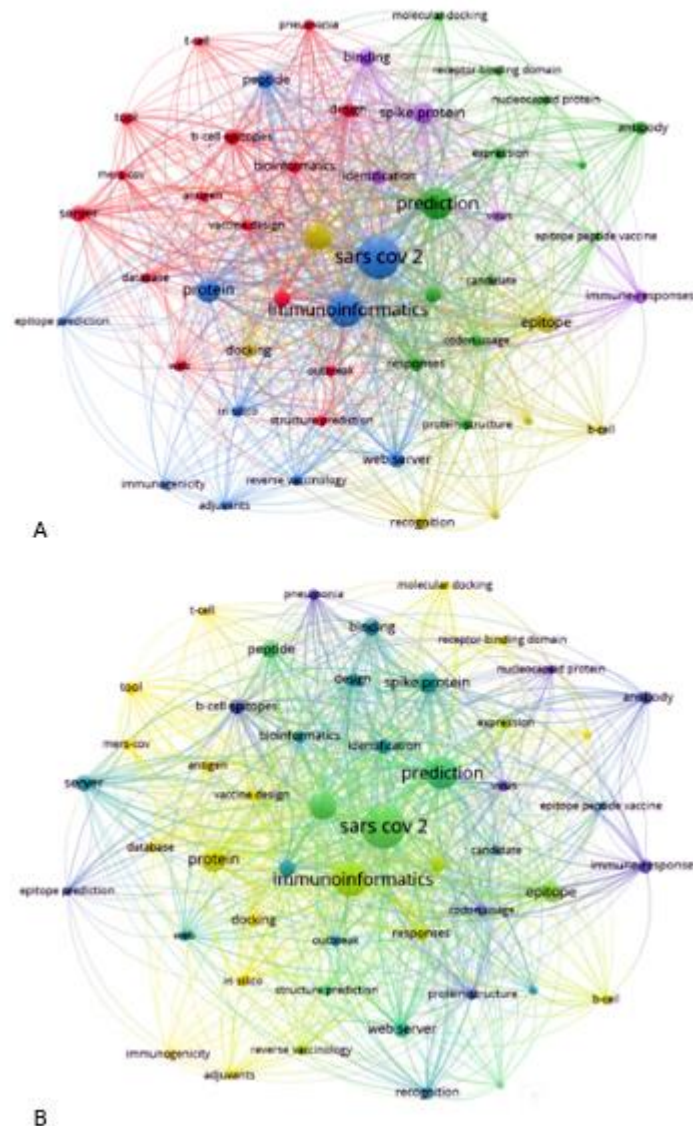 molecular docking
pneumonia
t-cell
binding
receptor-binding domain
peptide
nucleocapsid protein
tool
design
spike protein
antibody
b-cell epitopes
expression
bioinformatics
identification
mers-cov
antigen
prediction
server
virus
vaccine design
epitope peptide vaccine
sars cov 2
database
candidate
protein
immune-responses
epitope prediction
immunoinformatics
epitope
codon usage
docking
responses
web
outbreak
in silico
structure prediction
protein-structure
b-cell
web server
immunogenicity
reverse vaccinology
adjuvants
recognition
A
molecular docking
pneumonia
t-cell
binding
receptor-binding domain
peptide
nucleocapsid protein
tool
design
spike protein
antibody
b-cell epitopes
expression
bioinformatics
identification
mers-cov
antigen
prediction
server
virus
vaccine design
epitope peptide vaccine
sars cov 2
database
candidate
protein
immune-response
epitope prediction
immunoinformatics
epitope
codon usage
docking
responses
web
outbreak
in silico
structure prediction
protein-structure
b-cell
web server
immunogenicity
reverse vaccinology
adjuvants
recognition
B